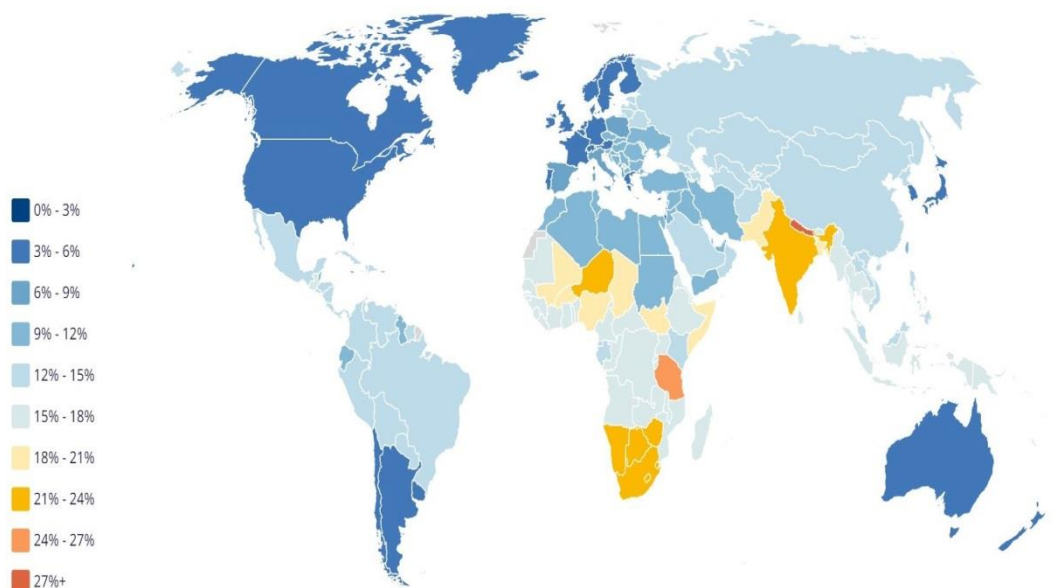 0% - 3%
3% - 6%
6% - 9%
9% - 12%
12% - 15%
15% - 18%
18% - 21%
21% - 24%
24% - 27%
27%+